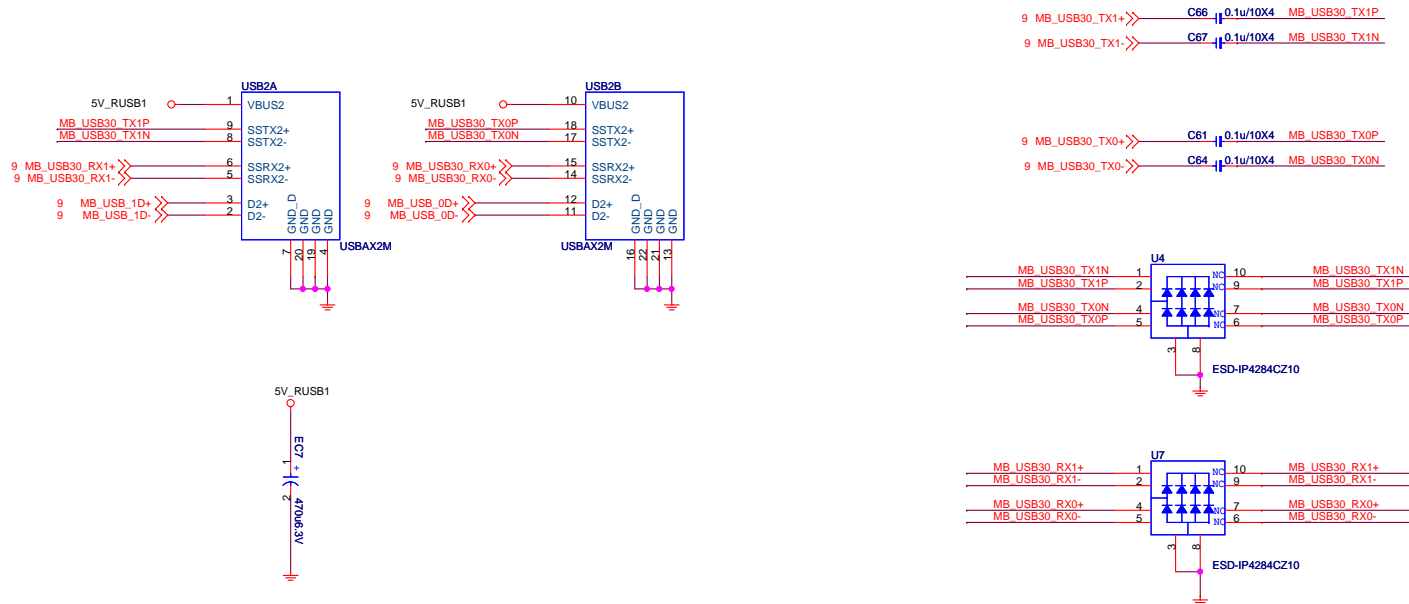 9 MB_USB30_TX1+ C66 0.1u/10X4 MB_USB30_TX1P
9 MB_USB30_TX1- C67 0.1u/10X4 MB_USB30_TX1N
USB2A
5V_RUSB1 1 VBUS2
MB_USB30_TX1P 9 SSTX2+
MB_USB30_TX1N 8 SSTX2-
9 MB_USB30_RX1+ 6 SSRX2+
9 MB_USB30_RX1- 5 SSRX2-
9 MB_USB_1D+ 3 D2+
9 MB_USB_1D- 2 D2-
GND_D GND GND GND
USBAX2M
7 20 19 4
USB2B
5V_RUSB1 10 VBUS2
MB_USB30_TX0P 18 SSTX2+
MB_USB30_TX0N 17 SSTX2-
9 MB_USB30_RX0+ 15 SSRX2+
9 MB_USB30_RX0- 14 SSRX2-
9 MB_USB_0D+ 12 D2+
9 MB_USB_0D- 11 D2-
GND_D GND GND GND
USBAX2M
16 22 21 13
9 MB_USB30_TX0+ C61 0.1u/10X4 MB_USB30_TX0P
9 MB_USB30_TX0- C64 0.1u/10X4 MB_USB30_TX0N
U4
MB_USB30_TX1N 1 NC 10 MB_USB30_TX1N
MB_USB30_TX1P 2 NC 9 MB_USB30_TX1P
MB_USB30_TX0N 4 NC 7 MB_USB30_TX0N
MB_USB30_TX0P 5 NC 6 MB_USB30_TX0P
3 8
ESD-IP4284CZ10
5V_RUSB1
EC7
1 +
2
470u6.3V
U7
MB_USB30_RX1+ 1 NC 10 MB_USB30_RX1+
MB_USB30_RX1- 2 NC 9 MB_USB30_RX1-
MB_USB30_RX0+ 4 NC 7 MB_USB30_RX0+
MB_USB30_RX0- 5 NC 6 MB_USB30_RX0-
3 8
ESD-IP4284CZ10